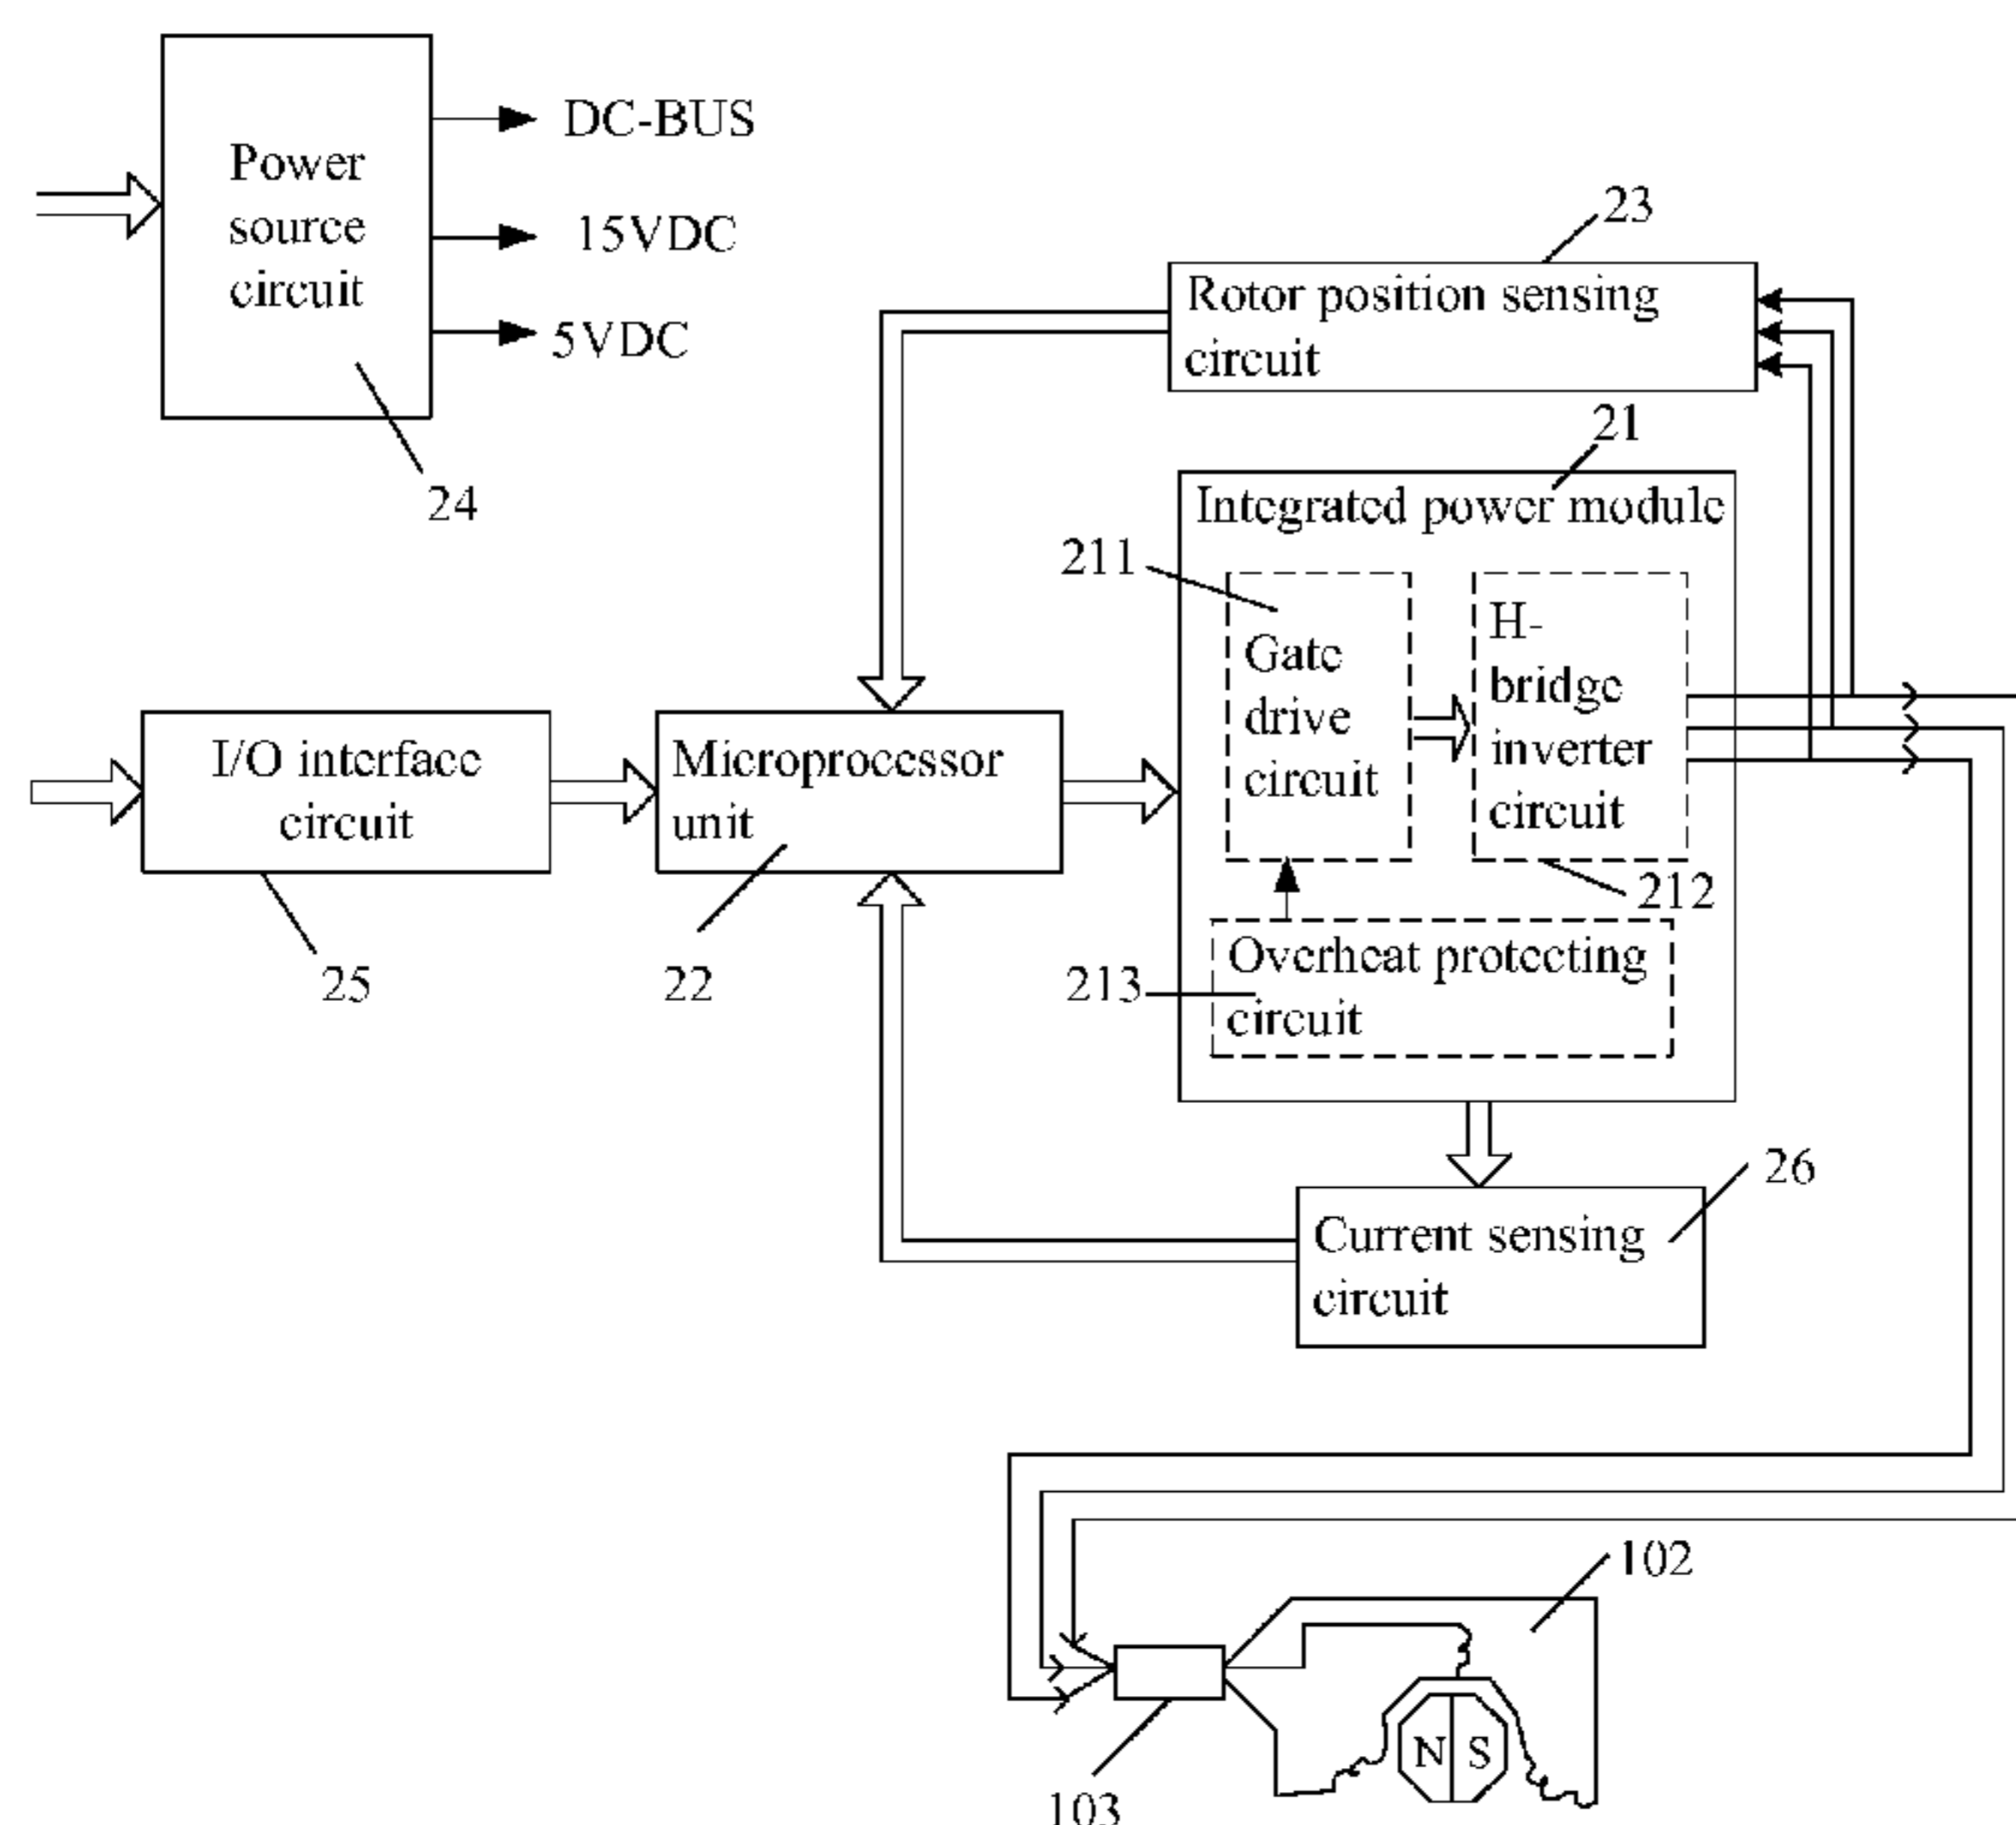 Power
source
circuit
DC-BUS
15VDC
5VDC
24
23
Rotor position sensing
circuit
21
Integrated power module
211
Gate
drive
circuit
H-
bridge
inverter
circuit
212
I/O interface
circuit
25
Microprocessor
unit
22
213
Overheat protecting
circuit
26
Current sensing
circuit
102
N S
103